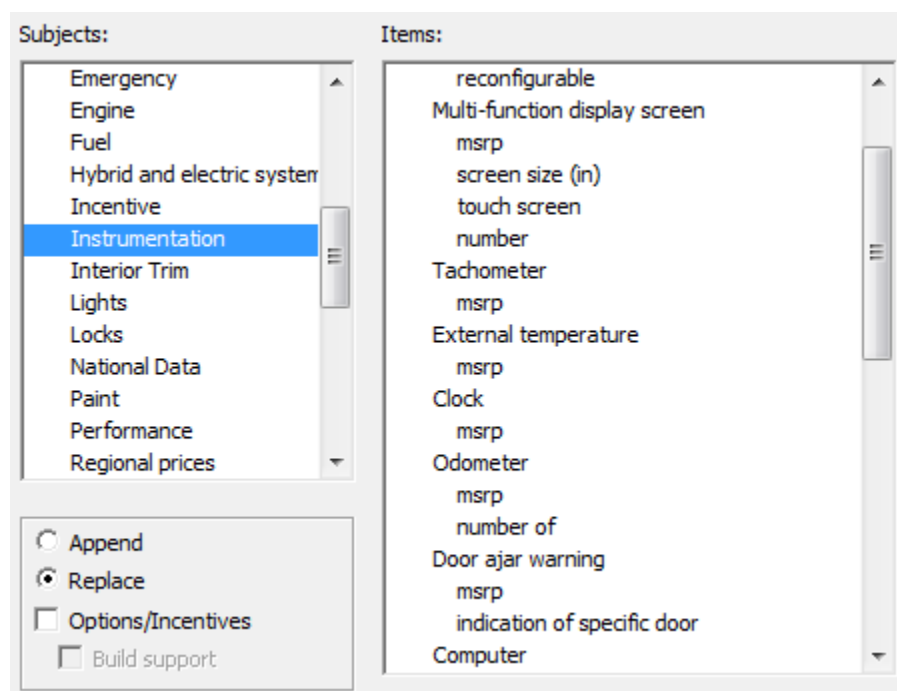 Subjects:
Emergency
Engine
Fuel
Hybrid and electric system
Incentive
Instrumentation
Interior Trim
Lights
Locks
National Data
Paint
Performance
Regional prices
Append
Replace
Options/Incentives
Build support
Items:
reconfigurable
Multi-function display screen
msrp
screen size (in)
touch screen
number
Tachometer
msrp
External temperature
msrp
Clock
msrp
Odometer
msrp
number of
Door ajar warning
msrp
indication of specific door
Computer